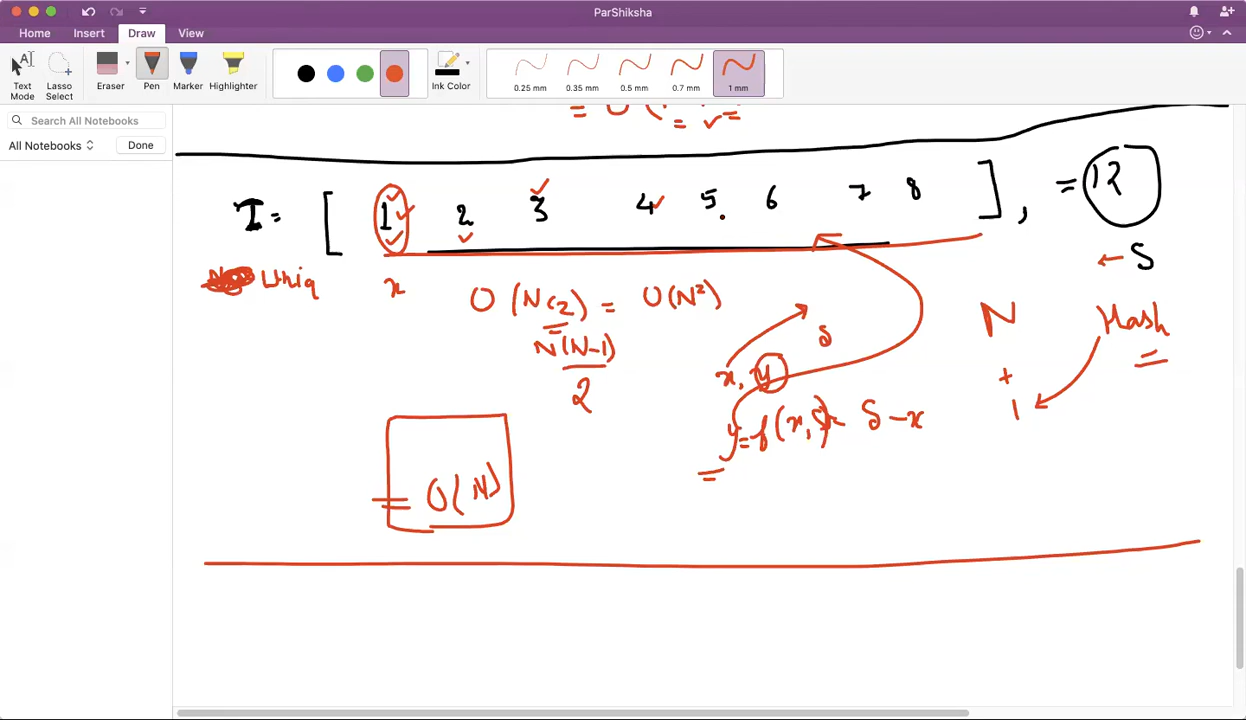 ParShiksha
Home Insert Draw View
Text Mode
Lasso Select
Eraser
Pen
Marker
Highlighter
Ink Color
0.25 mm
0.35 mm
0.5 mm
0.7 mm
1 mm
Search All Notebooks
All Notebooks
Done
I = [ 1 2 3 4 5 6 7 8 ] , = 12
← S
Uniq
x
O (NC2) = O(N²)
N(N-1)
2
N
+
1
Hash
S
x, y
y = f(x,S) S-x
= O(N)